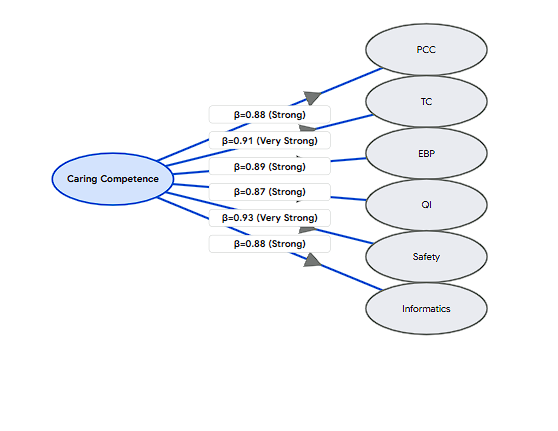 PCC
β=0.88 (Strong)
TC
β=0.91 (Very Strong)
EBP
β=0.89 (Strong)
Caring Competence
β=0.87 (Strong)
QI
β=0.93 (Very Strong)
β=0.88 (Strong)
Safety
Informatics